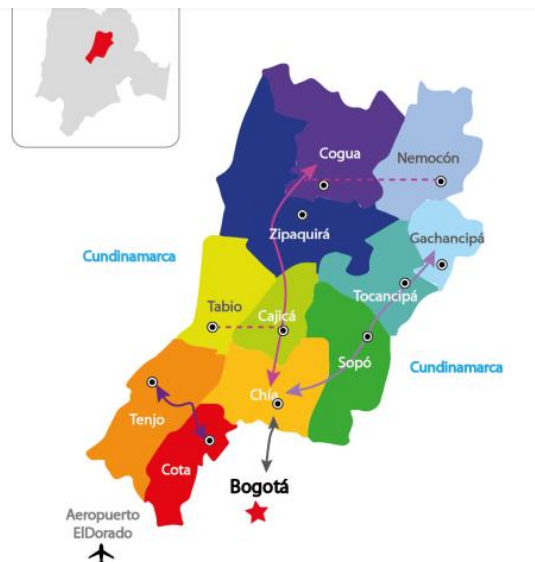 Cogua
Nemocón
Zipaquirá
Gachancipá
Cundinamarca
Tocancipá
Tabio
Cajicá
Sopó
Cundinamarca
Chía
Tenjo
Cota
Bogotá
Aeropuerto
ElDorado